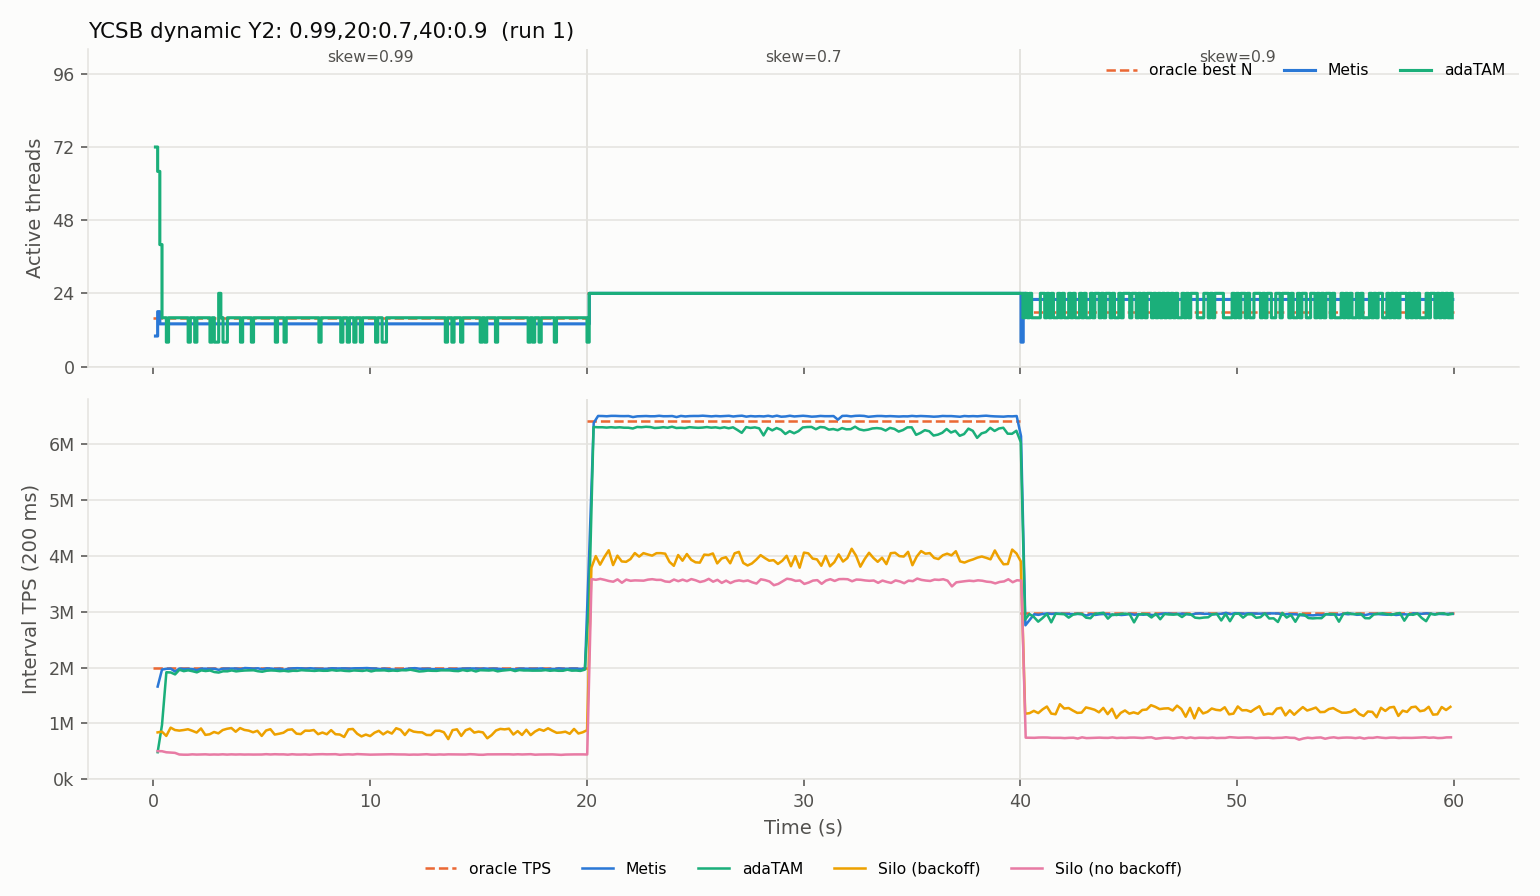 YCSB dynamic Y2: 0.99,20:0.7,40:0.9  (run 1)
skew=0.99
skew=0.7
skew=0.9
oracle best N
Metis
adaTAM
Active threads
96
72
48
24
0
Interval TPS (200 ms)
6M
5M
4M
3M
2M
1M
0k
0
10
20
30
40
50
60
Time (s)
oracle TPS
Metis
adaTAM
Silo (backoff)
Silo (no backoff)